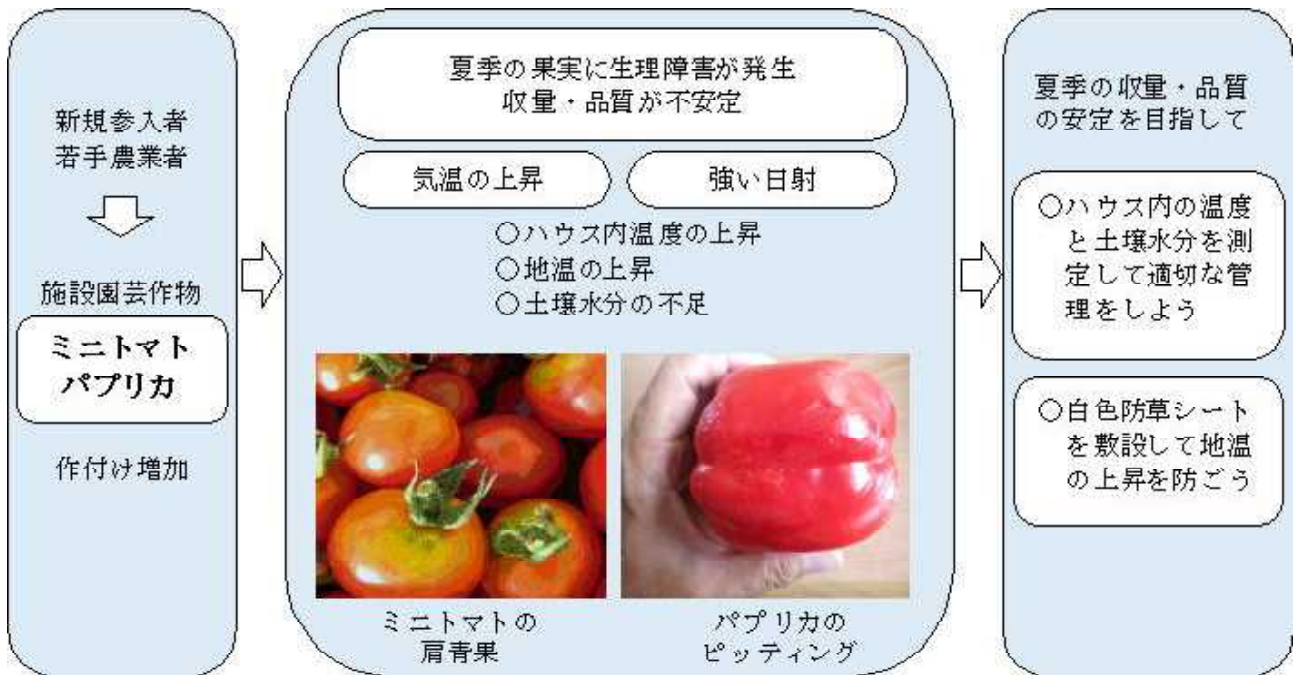 新規参入者
若手農業者
施設園芸作物
ミニトマト
パプリカ
作付け増加
夏季の果実に生理障害が発生
収量・品質が不安定
気温の上昇
強い日射
○ハウス内温度の上昇
○地温の上昇
○土壌水分の不足
ミニトマトの
肩青果
パプリカの
ピッティング
夏季の収量・品質
の安定を目指して
○ハウス内の温度
と土壌水分を測
定して適切な管
理をしよう
○白色防草シート
を敷設して地温
の上昇を防ごう